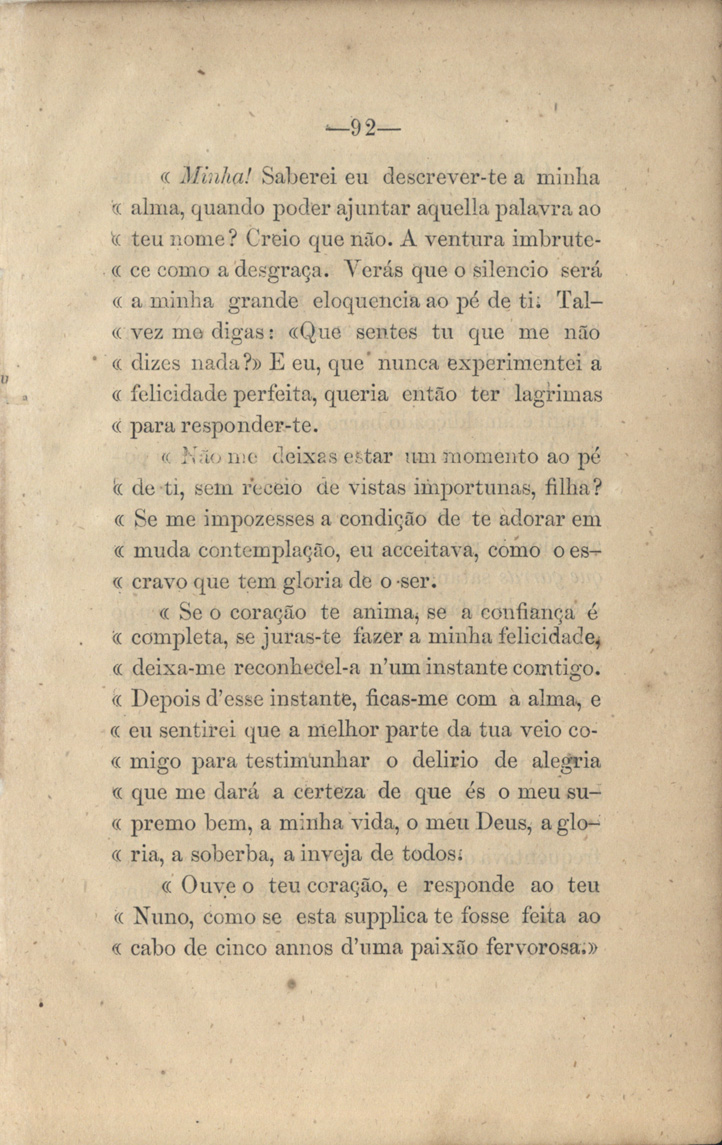 —92—
« Minha! Saberei eu descrever-te a minha
« alma, quando poder ajuntar aquella palavra ao
« teu nome? Creio que não. A ventura imbrute-
« ce como a desgraça. Verás que o silencio será
« a minha grande eloquencia ao pé de ti. Tal-
« vez me digas: «Que sentes tu que me não
« dizes nada?» E eu, que nunca experimentei a
« felicidade perfeita, queria então ter lagrimas
« para responder-te.
« Não me deixas estar um momento ao pé
« de ti, sem receio de vistas importunas, filha?
« Se me impozesses a condição de te adorar em
« muda contemplação, eu acceitava, como o es-
« cravo que tem gloria de o ser.
« Se o coração te anima, se a confiança é
« completa, se juras-te fazer a minha felicidade,
« deixa-me reconhecel-a n'um instante comtigo.
« Depois d'esse instante, ficas-me com a alma, e
« eu sentirei que a melhor parte da tua veio co-
« migo para testimunhar o delirio de alegria
« que me dará a certeza de que és o meu su-
« premo bem, a minha vida, o meu Deus, a glo-
« ria, a soberba, a inveja de todos.
« Ouve o teu coração, e responde ao teu
« Nuno, como se esta supplica te fosse feita ao
« cabo de cinco annos d'uma paixão fervorosa.»